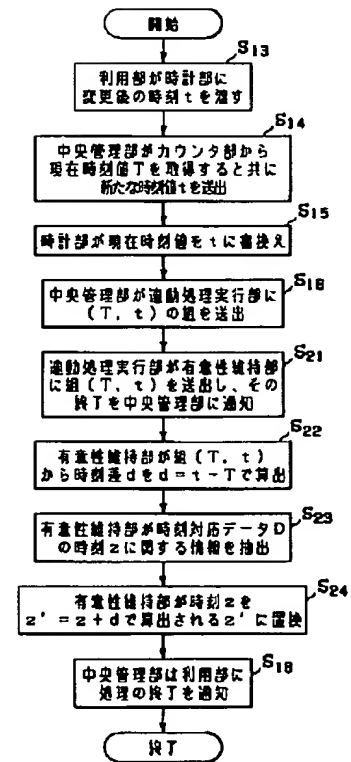 開始
S13
利用部が時計部に
変更後の時刻tを渡す
S14
中央管理部がカウンタ部から
現在時刻値Tを取得すると共に
新たな時刻値tを送出
S15
時計部が現在時刻値をtに書換え
S16
中央管理部が連動処理実行部に
(T, t)の組を送出
S21
連動処理実行部が有意性維持部
に組(T, t)を送出し、その
終了を中央管理部に通知
S22
有意性維持部が組(T, t)
から時刻差dをd=t-Tで算出
S23
有意性維持部が時刻対応データD
の時刻zに関する情報を抽出
S24
有意性維持部が時刻zを
z'=z+dで算出されるz'に置換
S18
中央管理部は利用部に
処理の終了を通知
終了